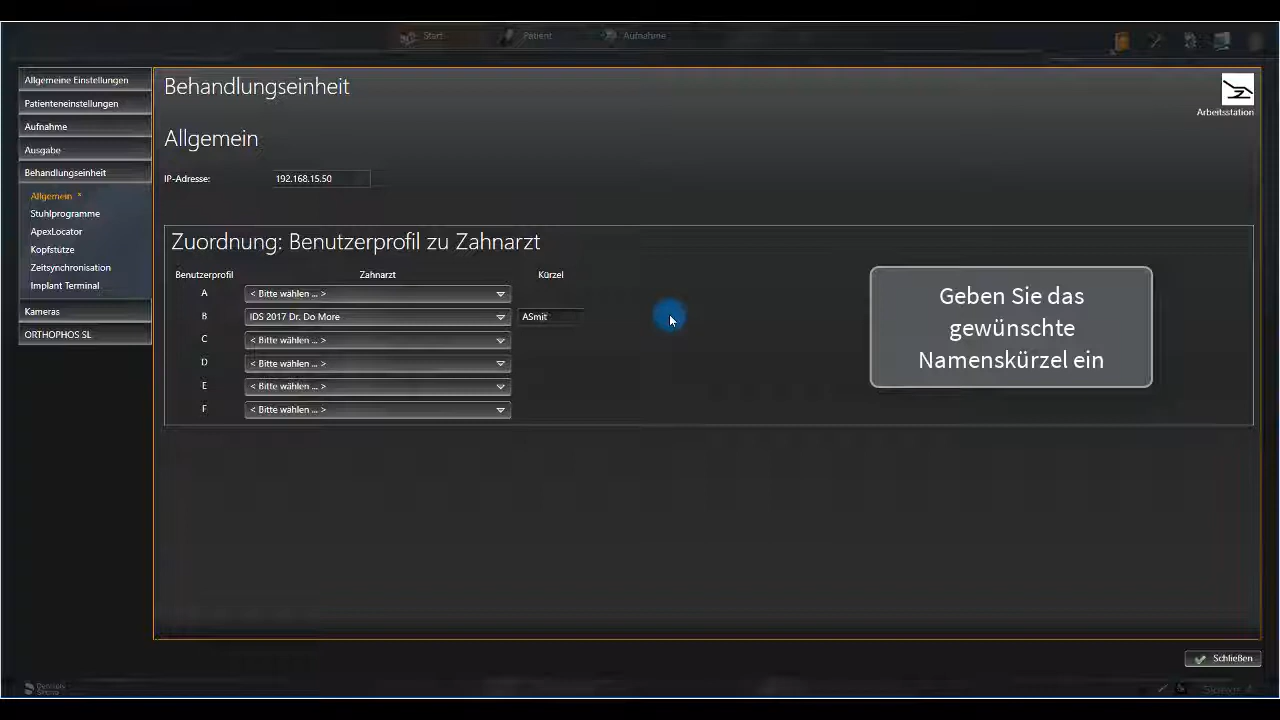 Start Patient Aufnahme
Allgemeine Einstellungen
Patienteneinstellungen
Aufnahme
Ausgabe
Behandlungseinheit
Allgemein *
Stuhlprogramme
ApexLocator
Kopfstütze
Zeitsynchronisation
Implant Terminal
Kameras
ORTHOPHOS SL
Behandlungseinheit
Arbeitsstation
Allgemein
IP-Adresse: 192.168.15.50
Zuordnung: Benutzerprofil zu Zahnarzt
Benutzerprofil Zahnarzt Kürzel
A < Bitte wählen ... >
B IDS 2017 Dr. Do More ASmit
C < Bitte wählen ... >
D < Bitte wählen ... >
E < Bitte wählen ... >
F < Bitte wählen ... >
Geben Sie das
gewünschte
Namenskürzel ein
Schließen
Dentsply
Sirona